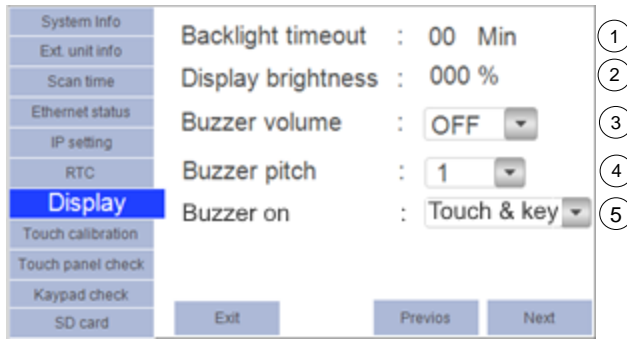 System Info
Ext. unit info
Scan time
Ethernet status
IP setting
RTC
Display
Touch calibration
Touch panel check
Kaypad check
SD card
Backlight timeout : 00 Min 1
Display brightness : 000 % 2
Buzzer volume : OFF 3
Buzzer pitch : 1 4
Buzzer on : Touch & key 5
Exit Previos Next